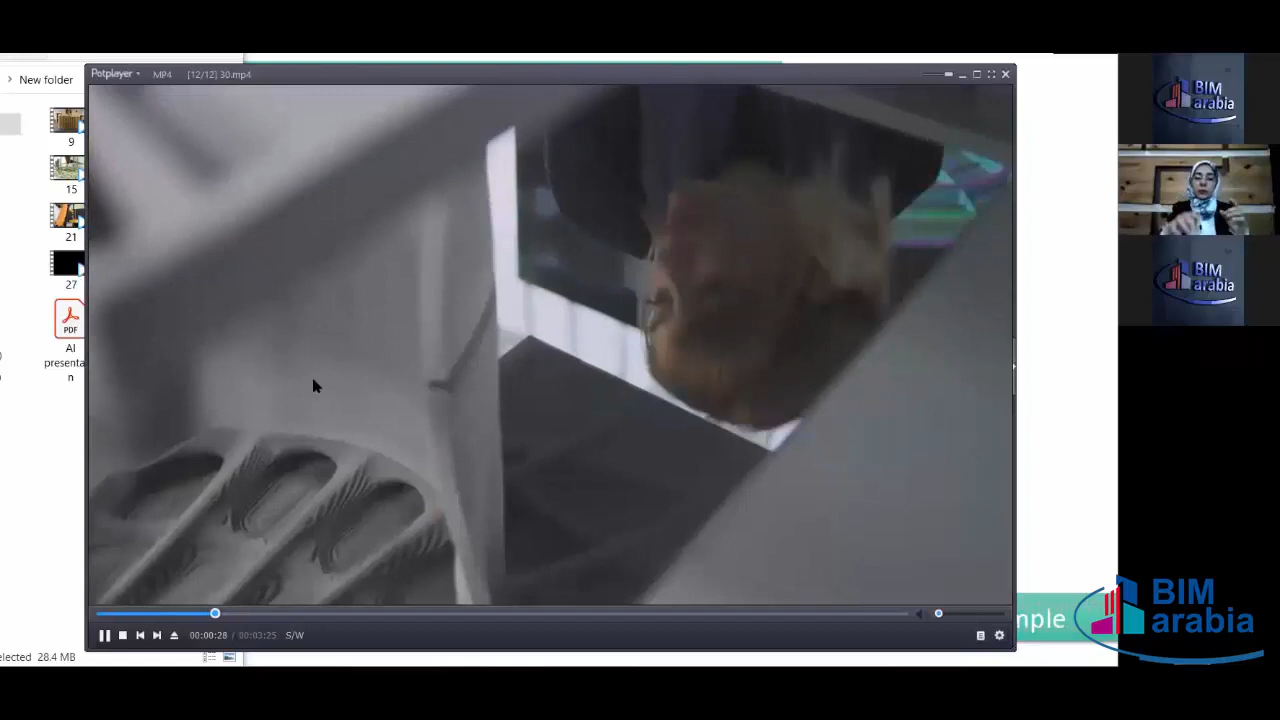 Potplayer
MP4
[12/12] 30.mp4
New folder
9
15
21
27
PDF
AI
presenta
n
00:00:28 / 00:03:25
S/W
elected 28.4 MB
mple
BIM
arabia
BIM
arabia
BIM
arabia